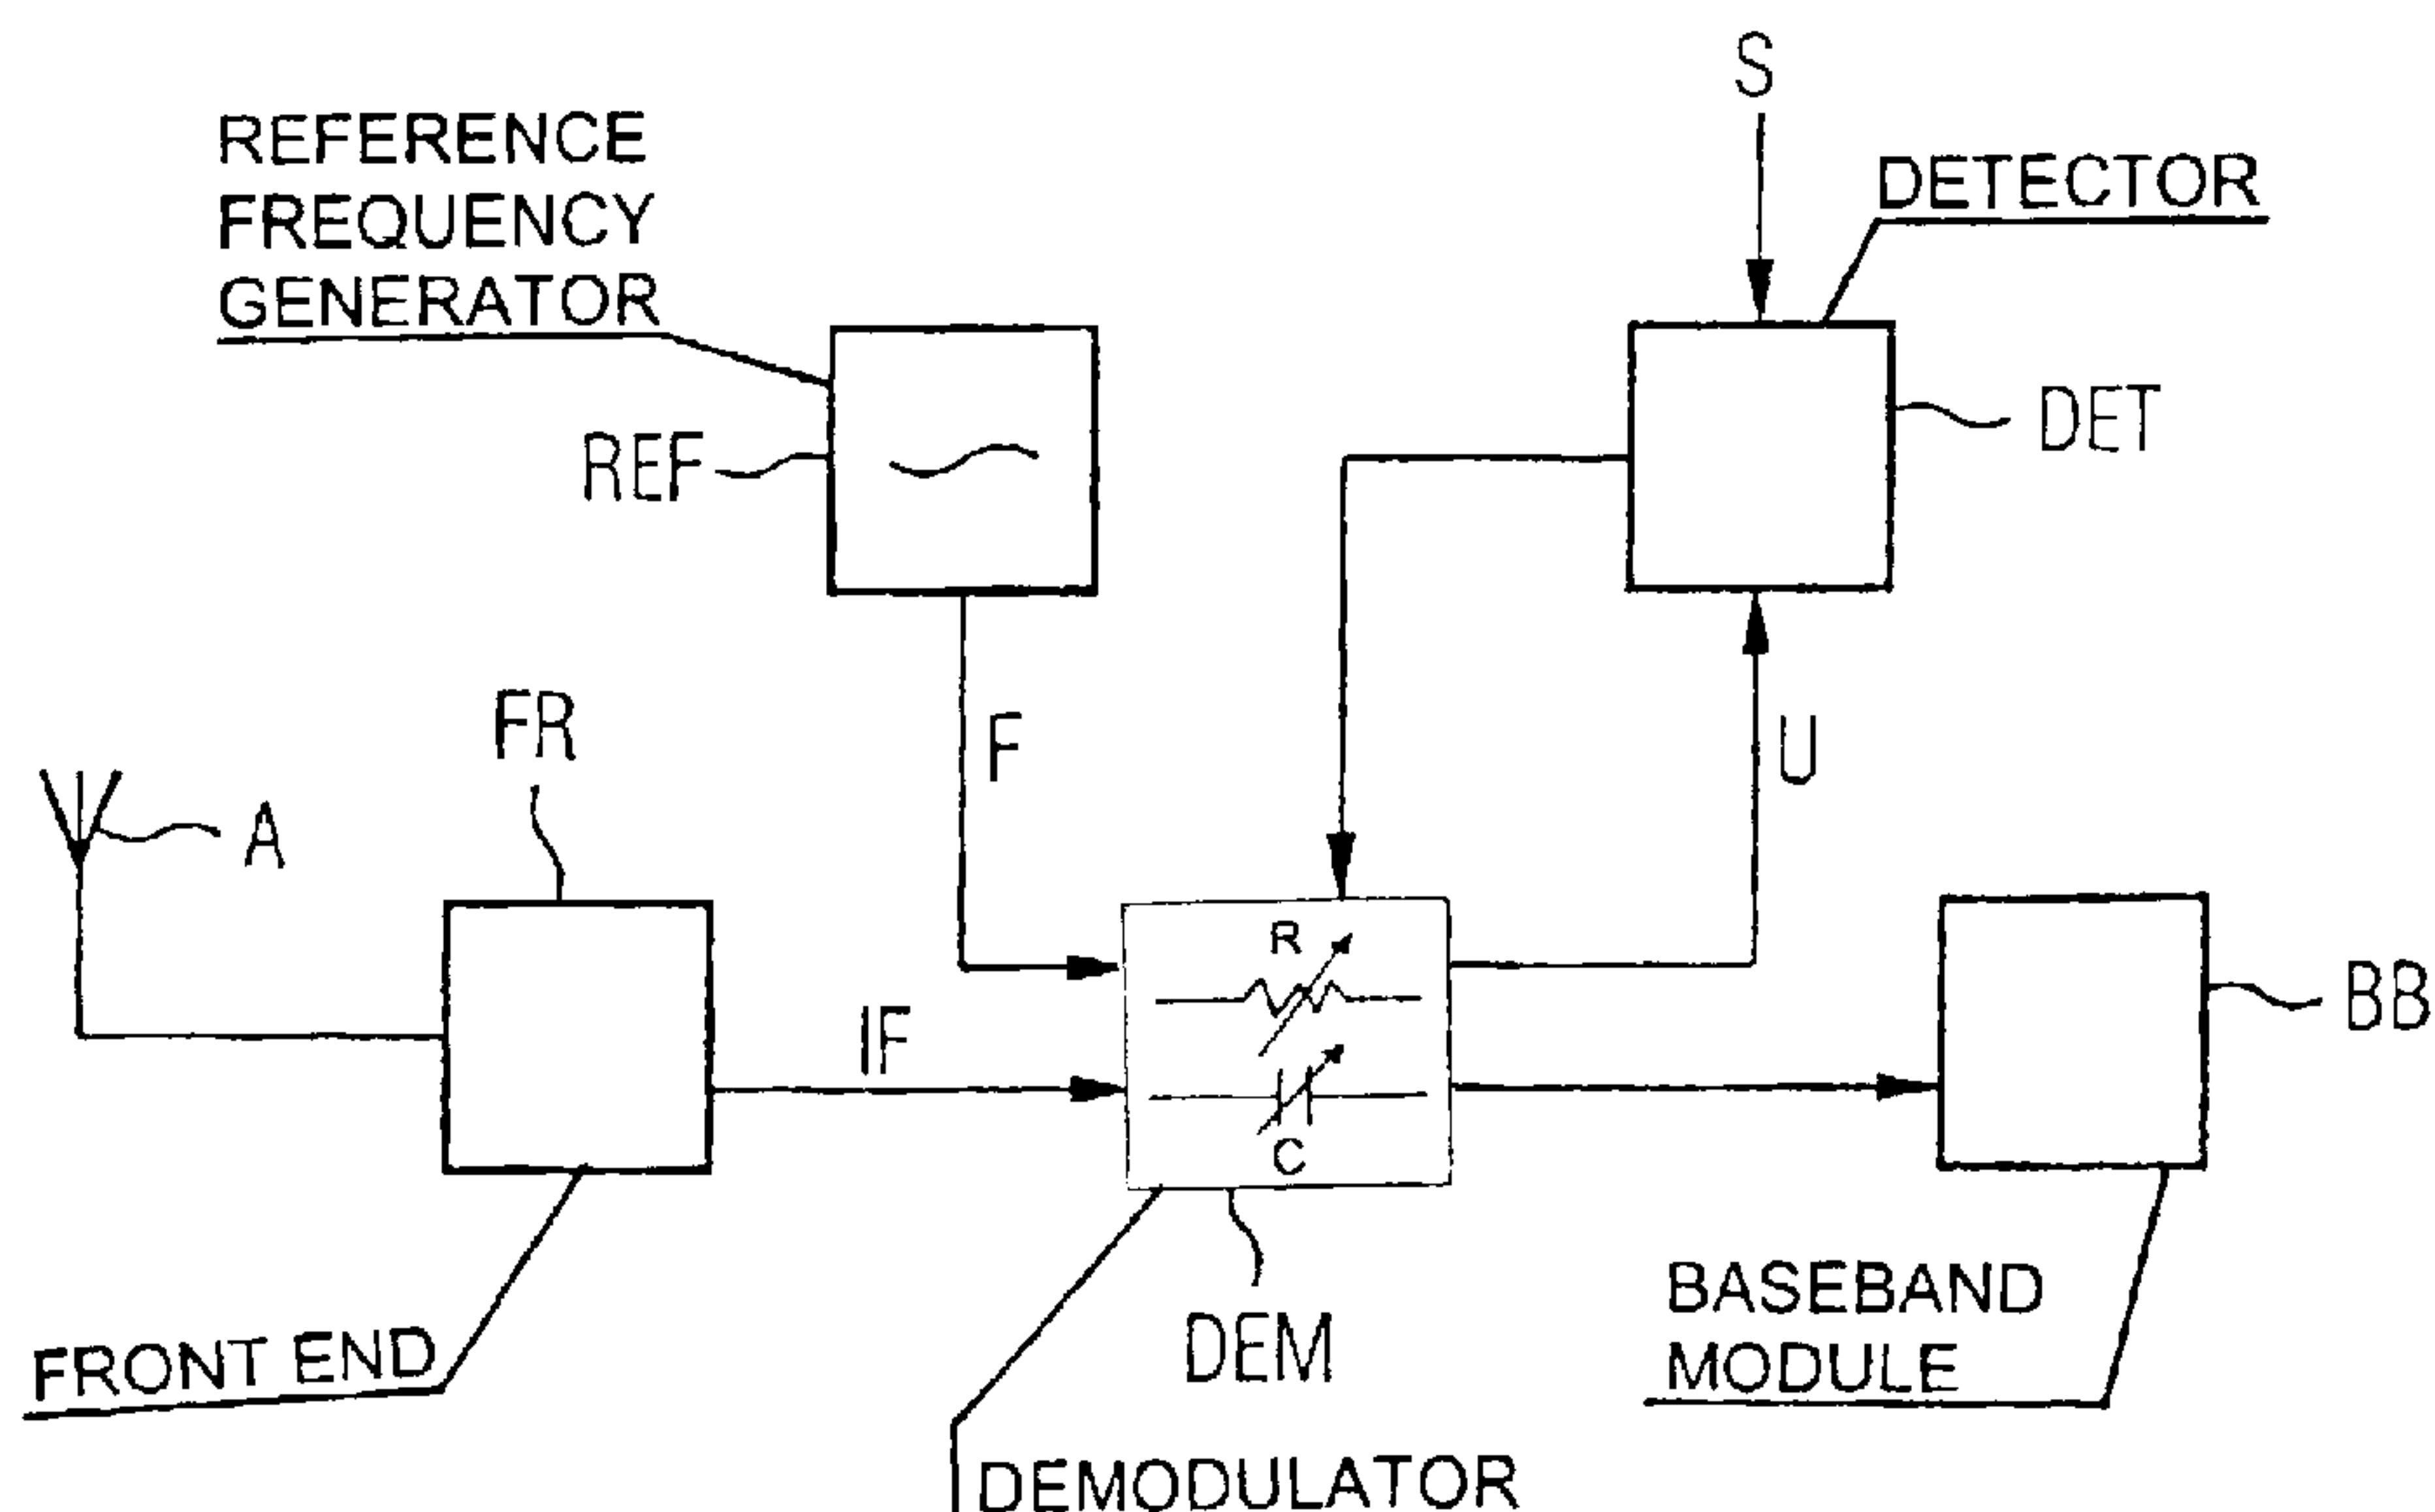 S
REFERENCE
FREQUENCY
GENERATOR
DETECTOR
REF
DET
FR
F
U
A
R
IF
BB
C
DEM
BASEBAND
MODULE
FRONT END
DEMODULATOR